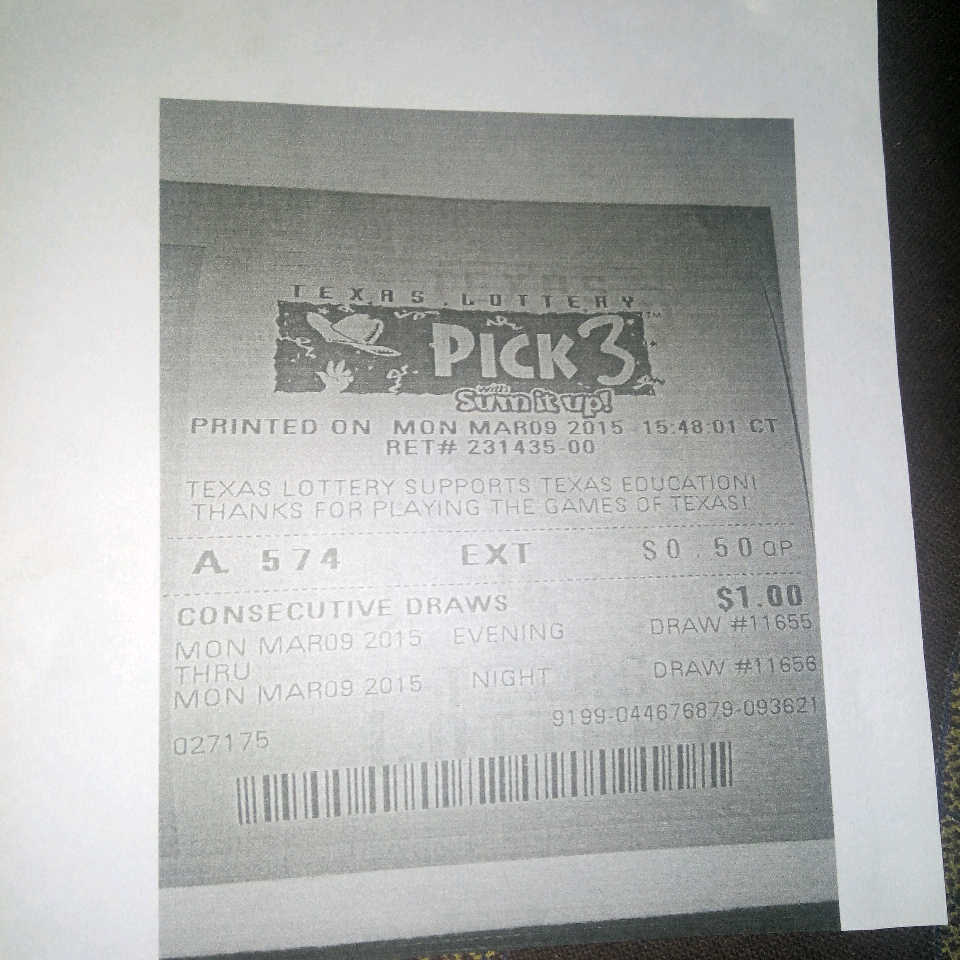 TEXAS LOTTERY
PICK 3™
with
Sum it up!
PRINTED ON MON MAR09 2015 15:48:01 CT
RET# 231435-00
TEXAS LOTTERY SUPPORTS TEXAS EDUCATION!
THANKS FOR PLAYING THE GAMES OF TEXAS!
A. 574 EXT $0.50 QP
CONSECUTIVE DRAWS $1.00
MON MAR09 2015 EVENING DRAW #11655
THRU
MON MAR09 2015 NIGHT DRAW #11656
9199-044676879-093621
027175